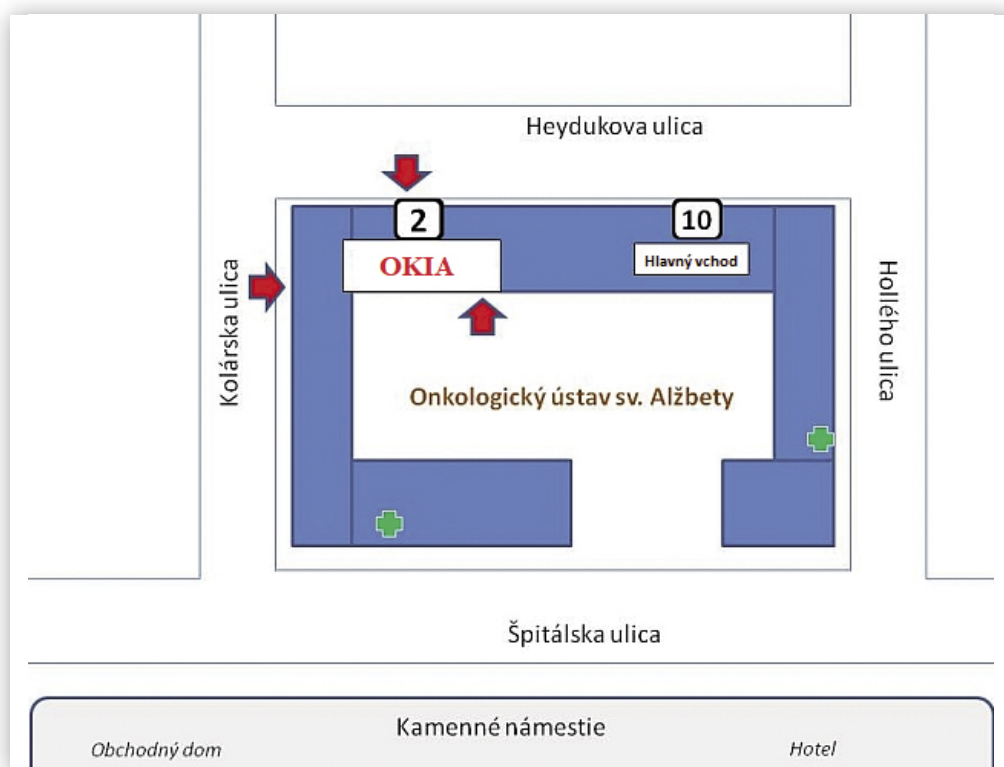 Heydukova ulica
2
10
OKIA
Hlavný vchod
Kolárska ulica
Hollého ulica
Onkologický ústav sv. Alžbety
Špitálska ulica
Kamenné námestie
Obchodný dom
Hotel